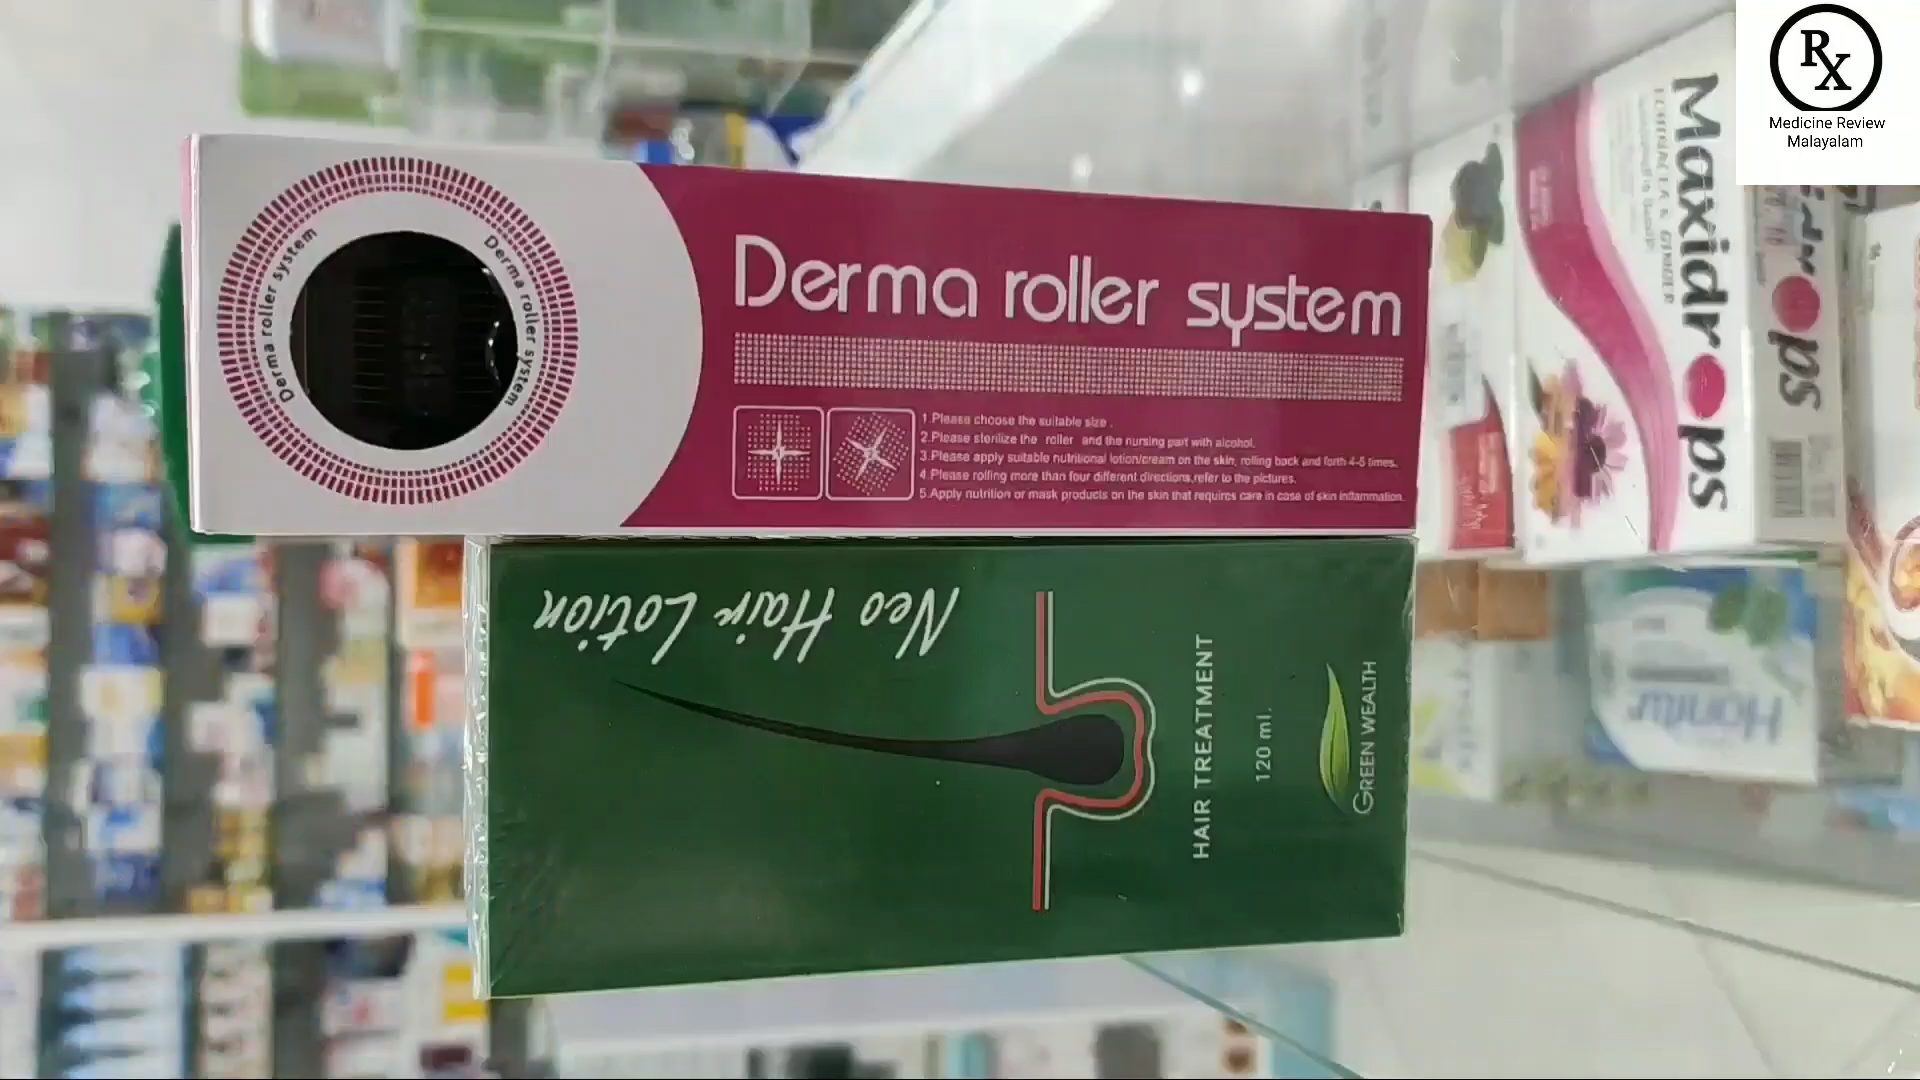 Rx
Medicine Review
Malayalam
Derma roller system
Derma roller system
Derma roller system
1.Please choose the suitable size .
2.Please sterilize the roller and the nursing part with alcohol.
3.Please apply suitable nutritional lotion/cream on the skin, rolling back and forth 4-5 times.
4.Please rolling more than four different directions,refer to the pictures.
5.Apply nutrition or mask products on the skin that requires care in case of skin inflammation.
Neo Hair Lotion
HAIR TREATMENT
120 ml.
GREEN WEALTH
Maxidrops
Honitus